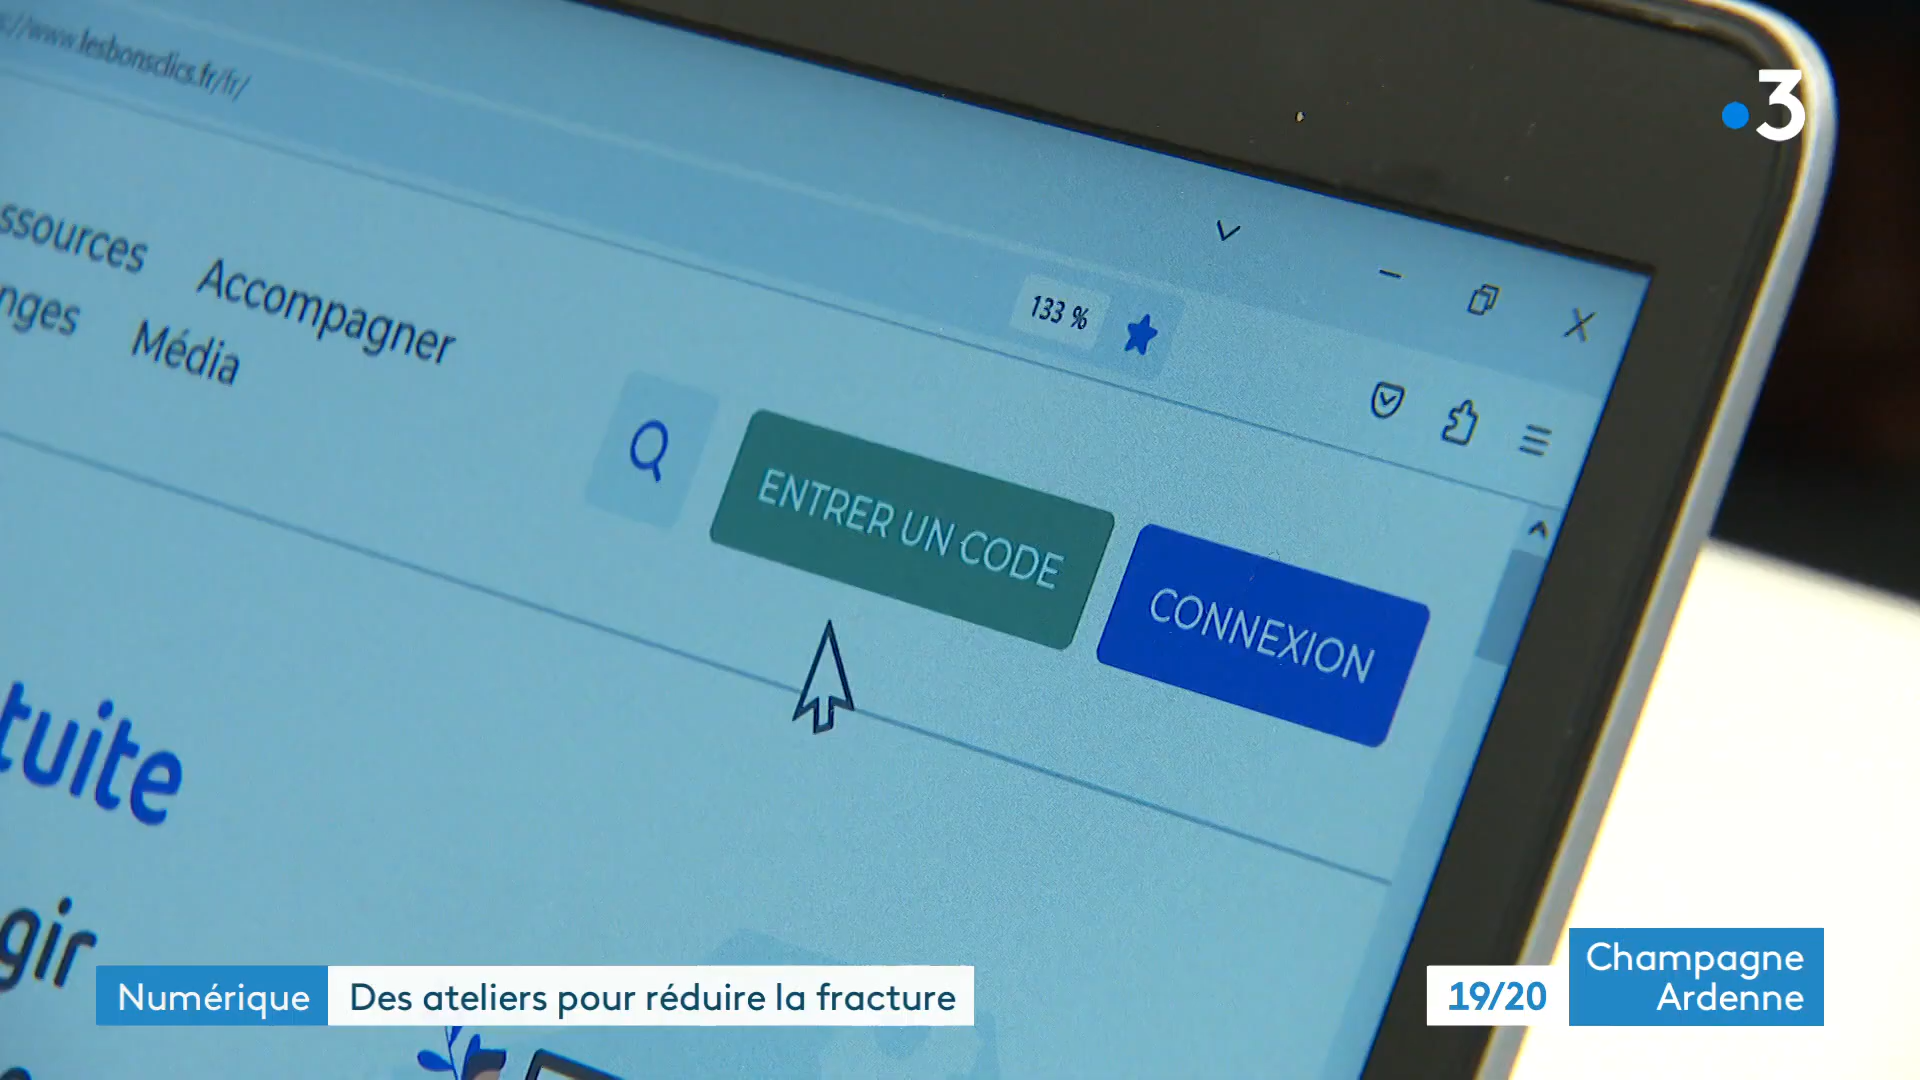 ://www.lesbonsclics.fr/fr/
3
133 %
ssources Accompagner
nges Média
ENTRER UN CODE
CONNEXION
tuite
gir
Numérique Des ateliers pour réduire la fracture
19/20
Champagne
Ardenne